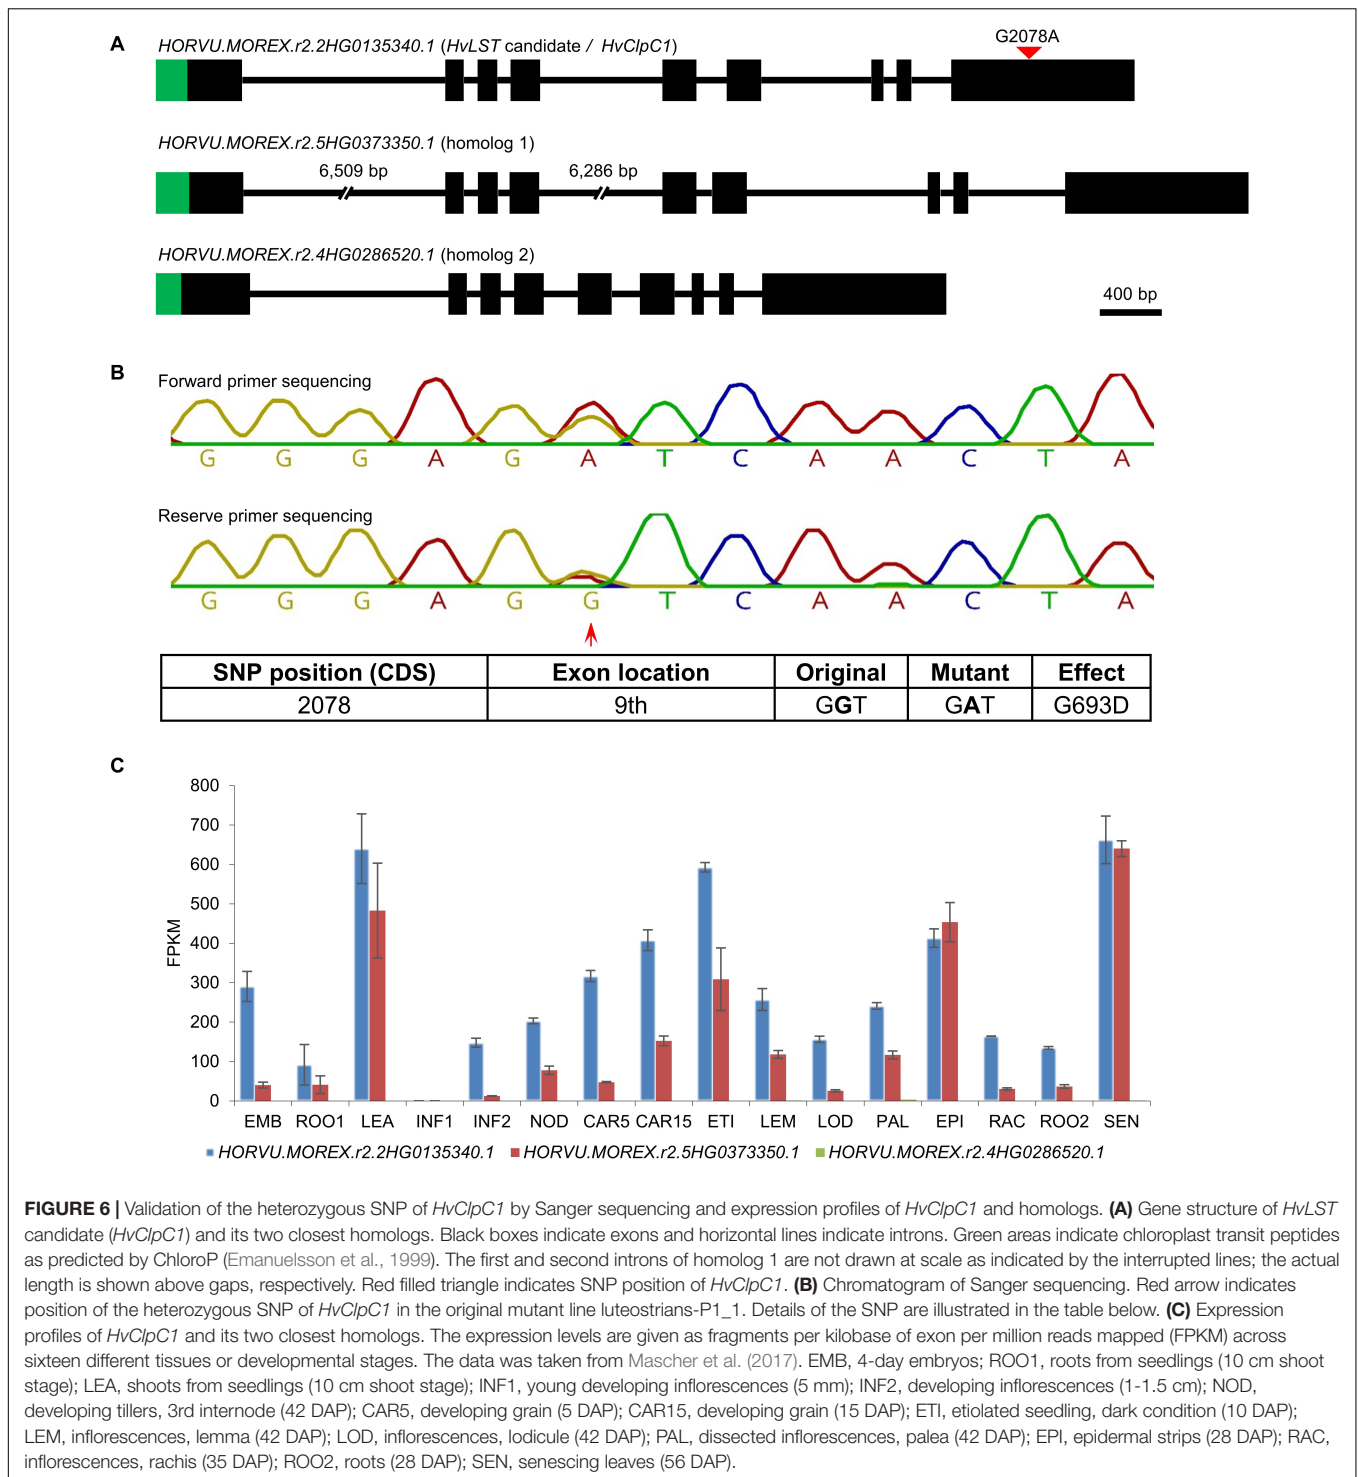 A
HORVU.MOREX.r2.2HG0135340.1 (HvLST candidate / HvClpC1)
G2078A
HORVU.MOREX.r2.5HG0373350.1 (homolog 1)
6,509 bp
6,286 bp
HORVU.MOREX.r2.4HG0286520.1 (homolog 2)
400 bp
B
Forward primer sequencing
G G G A G A T C A A C T A
Reserve primer sequencing
G G G A G G T C A A C T A
SNP position (CDS) Exon location Original Mutant Effect
2078 9th GGT GAT G693D
C
800
700
600
500
400
300
200
100
0
FPKM
EMB ROO1 LEA INF1 INF2 NOD CAR5 CAR15 ETI LEM LOD PAL EPI RAC ROO2 SEN
HORVU.MOREX.r2.2HG0135340.1 HORVU.MOREX.r2.5HG0373350.1 HORVU.MOREX.r2.4HG0286520.1
FIGURE 6 | Validation of the heterozygous SNP of HvClpC1 by Sanger sequencing and expression profiles of HvClpC1 and homologs. (A) Gene structure of HvLST
candidate (HvClpC1) and its two closest homologs. Black boxes indicate exons and horizontal lines indicate introns. Green areas indicate chloroplast transit peptides
as predicted by ChloroP (Emanuelsson et al., 1999). The first and second introns of homolog 1 are not drawn at scale as indicated by the interrupted lines; the actual
length is shown above gaps, respectively. Red filled triangle indicates SNP position of HvClpC1. (B) Chromatogram of Sanger sequencing. Red arrow indicates
position of the heterozygous SNP of HvClpC1 in the original mutant line luteostrians-P1_1. Details of the SNP are illustrated in the table below. (C) Expression
profiles of HvClpC1 and its two closest homologs. The expression levels are given as fragments per kilobase of exon per million reads mapped (FPKM) across
sixteen different tissues or developmental stages. The data was taken from Mascher et al. (2017). EMB, 4-day embryos; ROO1, roots from seedlings (10 cm shoot
stage); LEA, shoots from seedlings (10 cm shoot stage); INF1, young developing inflorescences (5 mm); INF2, developing inflorescences (1-1.5 cm); NOD,
developing tillers, 3rd internode (42 DAP); CAR5, developing grain (5 DAP); CAR15, developing grain (15 DAP); ETI, etiolated seedling, dark condition (10 DAP);
LEM, inflorescences, lemma (42 DAP); LOD, inflorescences, lodicule (42 DAP); PAL, dissected inflorescences, palea (42 DAP); EPI, epidermal strips (28 DAP); RAC,
inflorescences, rachis (35 DAP); ROO2, roots (28 DAP); SEN, senescing leaves (56 DAP).